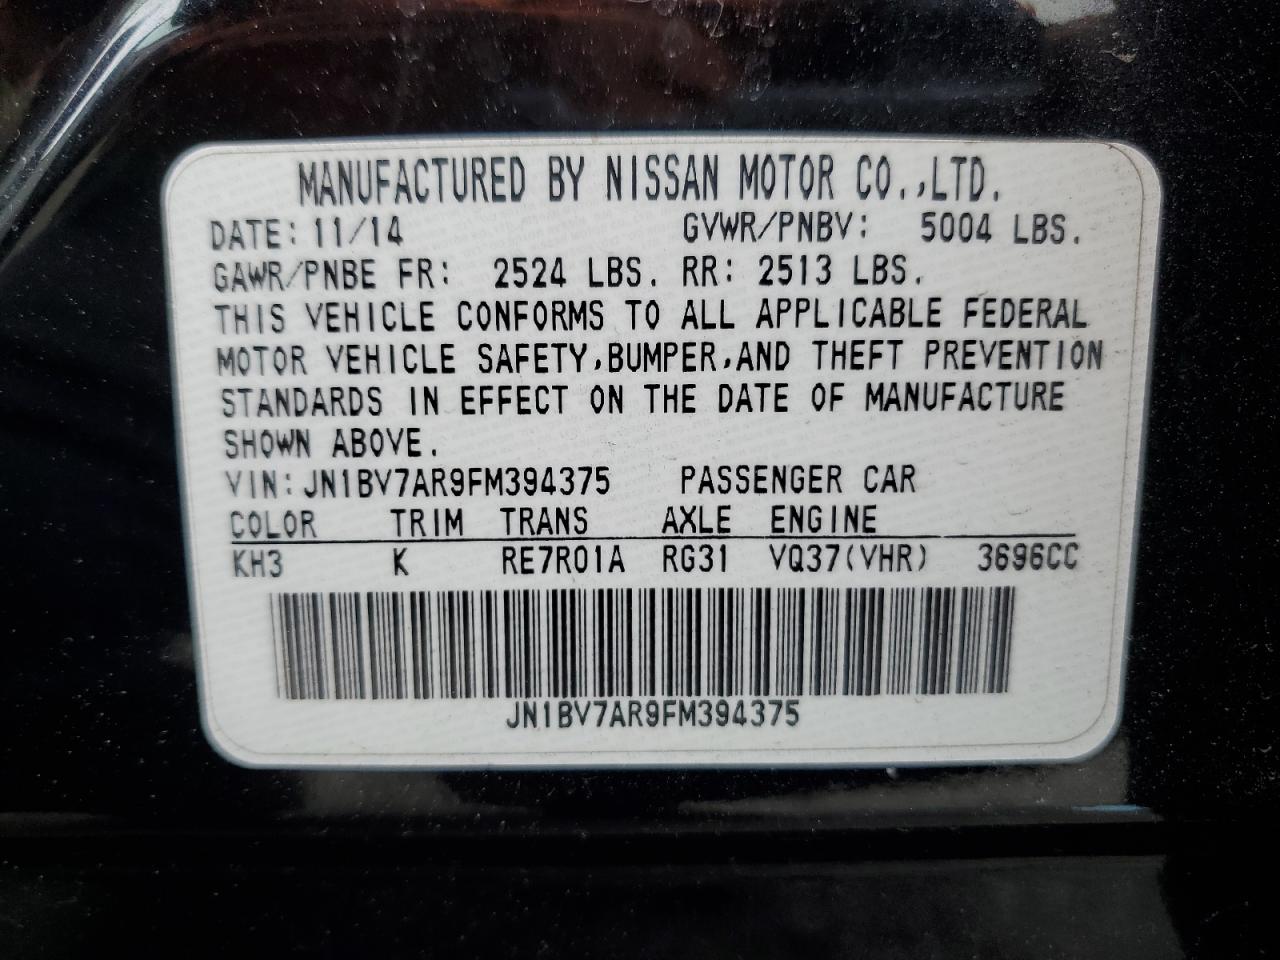 MANUFACTURED BY NISSAN MOTOR CO.,LTD.
DATE: 11/14 GVWR/PNBV: 5004 LBS.
GAWR/PNBE FR: 2524 LBS. RR: 2513 LBS.
THIS VEHICLE CONFORMS TO ALL APPLICABLE FEDERAL
MOTOR VEHICLE SAFETY,BUMPER,AND THEFT PREVENTION
STANDARDS IN EFFECT ON THE DATE OF MANUFACTURE
SHOWN ABOVE.
VIN: JN1BV7AR9FM394375 PASSENGER CAR
COLOR TRIM TRANS AXLE ENGINE
KH3 K RE7R01A RG31 VQ37(VHR) 3696CC
JN1BV7AR9FM394375